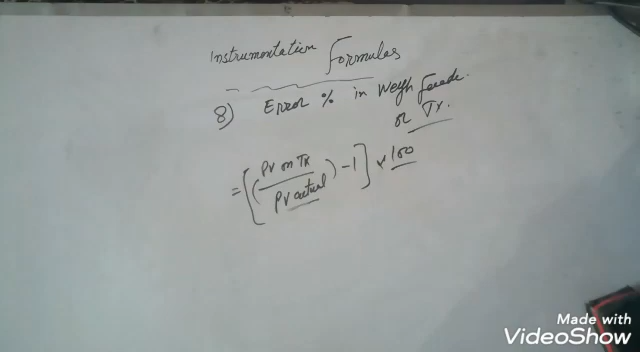 Instrumentation Formulas
8) Error % in Weigh feeder
or Tx.
= [ ( PV on Tx / PV actual ) - 1 ] × 100
Made with
VideoShow